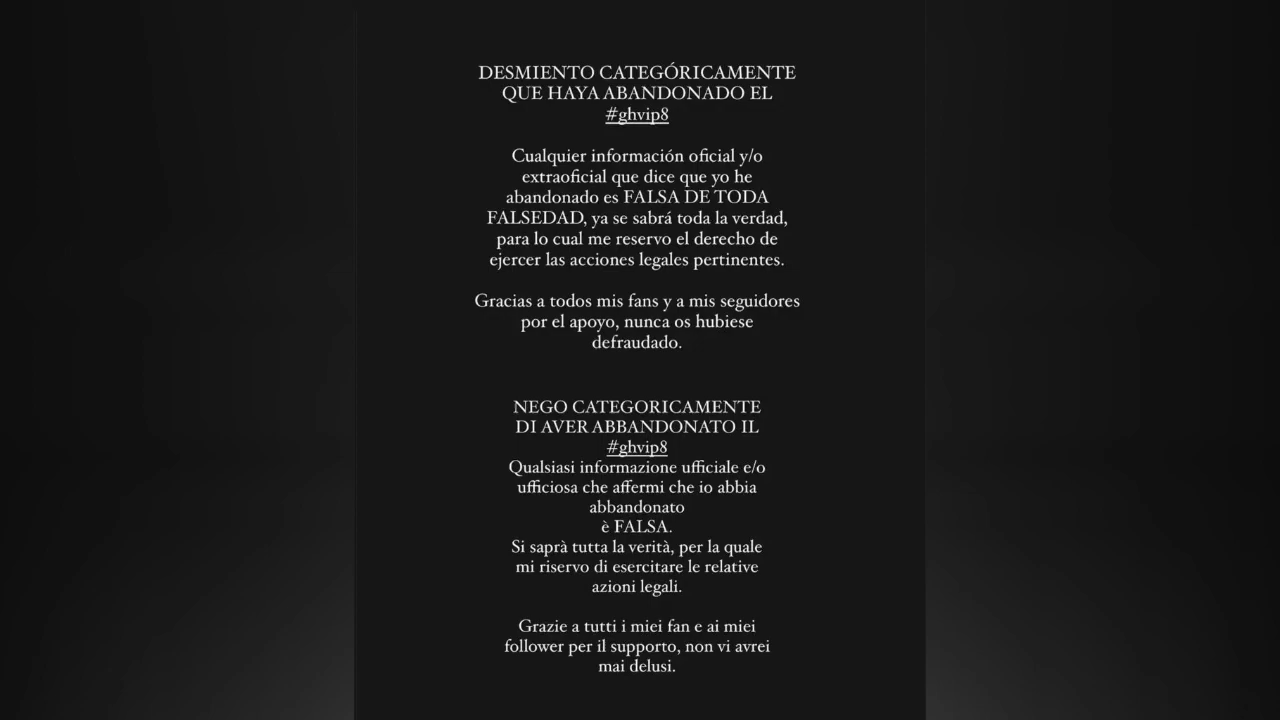 DESMIENTO CATEGÓRICAMENTE
QUE HAYA ABANDONADO EL
#ghvip8
Cualquier información oficial y/o
extraoficial que dice que yo he
abandonado es FALSA DE TODA
FALSEDAD, ya se sabrá toda la verdad,
para lo cual me reservo el derecho de
ejercer las acciones legales pertinentes.
Gracias a todos mis fans y a mis seguidores
por el apoyo, nunca os hubiese
defraudado.
NEGO CATEGORICAMENTE
DI AVER ABBANDONATO IL
#ghvip8
Qualsiasi informazione ufficiale e/o
ufficiosa che affermi che io abbia
abbandonato
è FALSA.
Si saprà tutta la verità, per la quale
mi riservo di esercitare le relative
azioni legali.
Grazie a tutti i miei fan e ai miei
follower per il supporto, non vi avrei
mai delusi.